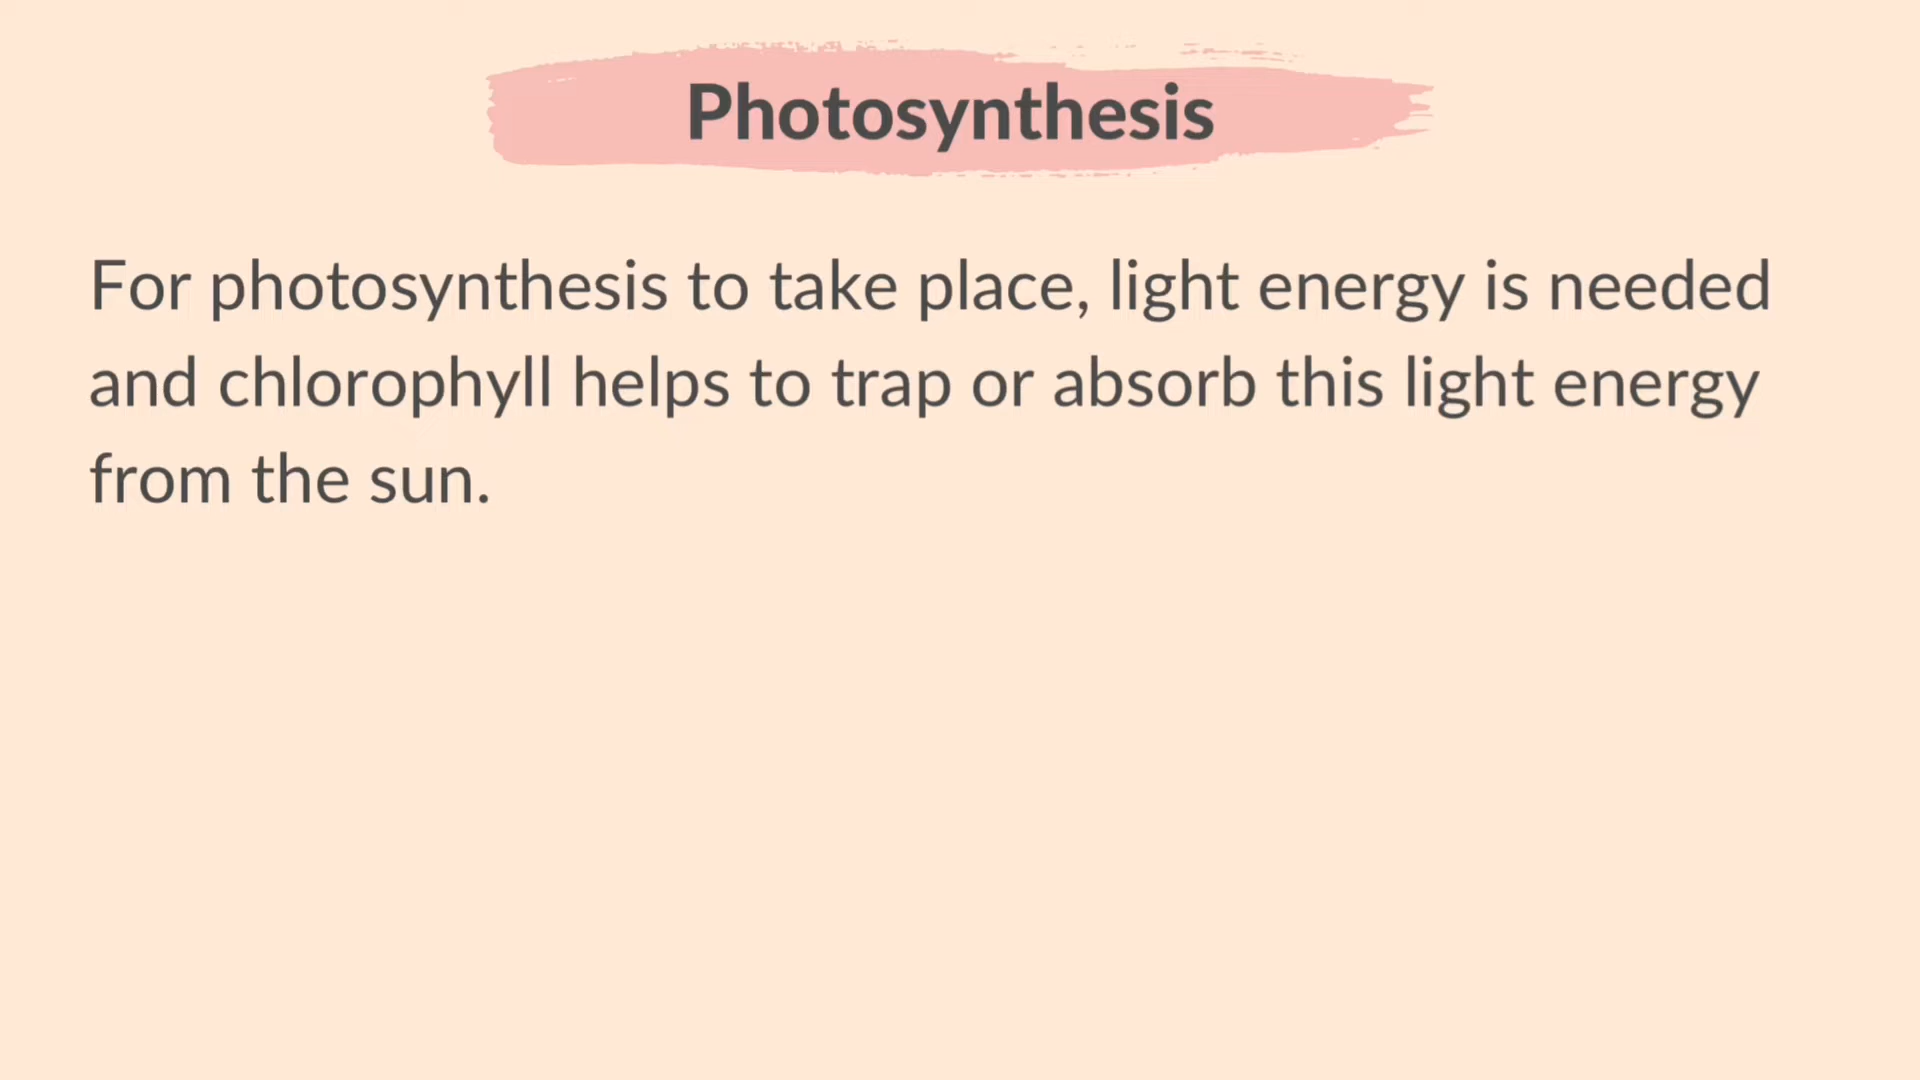 Photosynthesis
For photosynthesis to take place, light energy is needed
and chlorophyll helps to trap or absorb this light energy
from the sun.